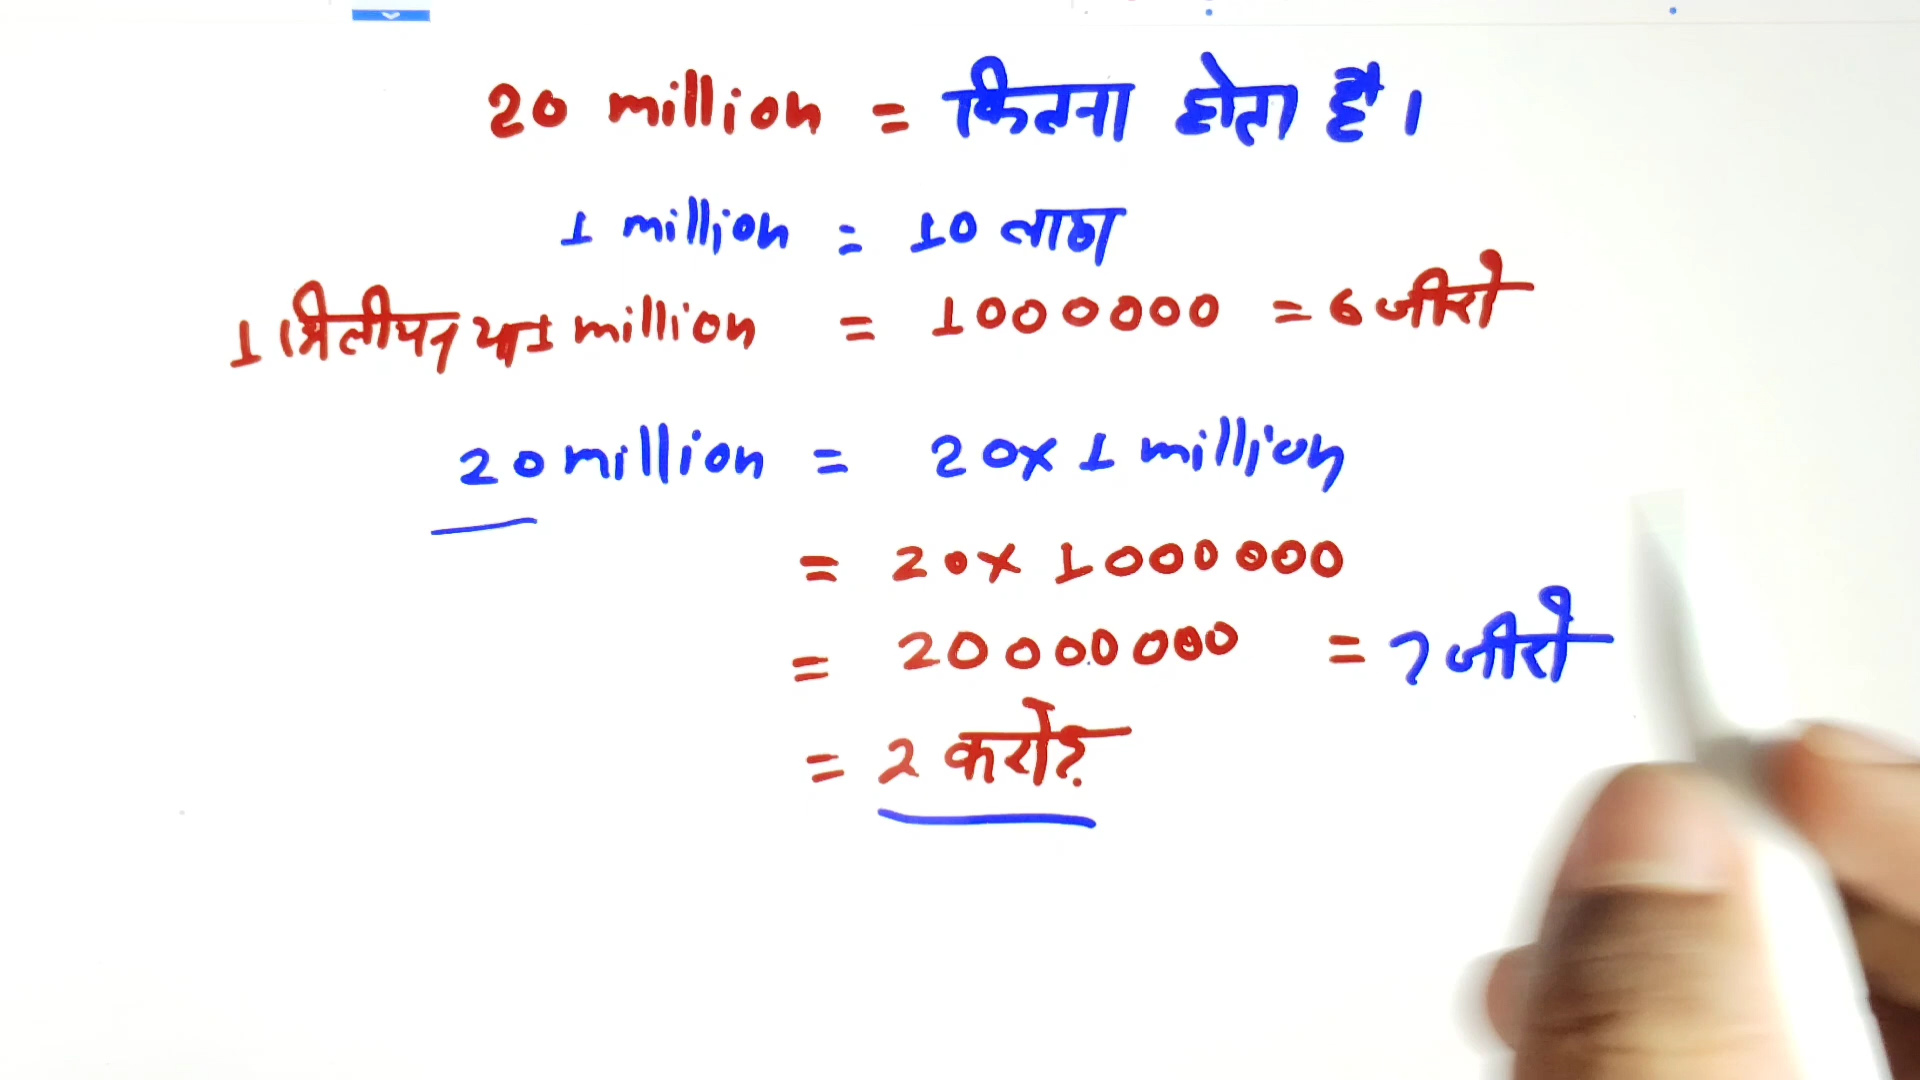 20 million = कितना होता है।
1 million = 10 लाख
1 मिलीयन या 1 million = 1000000 = 6 जीरो
20 million = 20 x 1 million
= 20 x 1000000
= 20000000 = 7 जीरो
= 2 करोड़